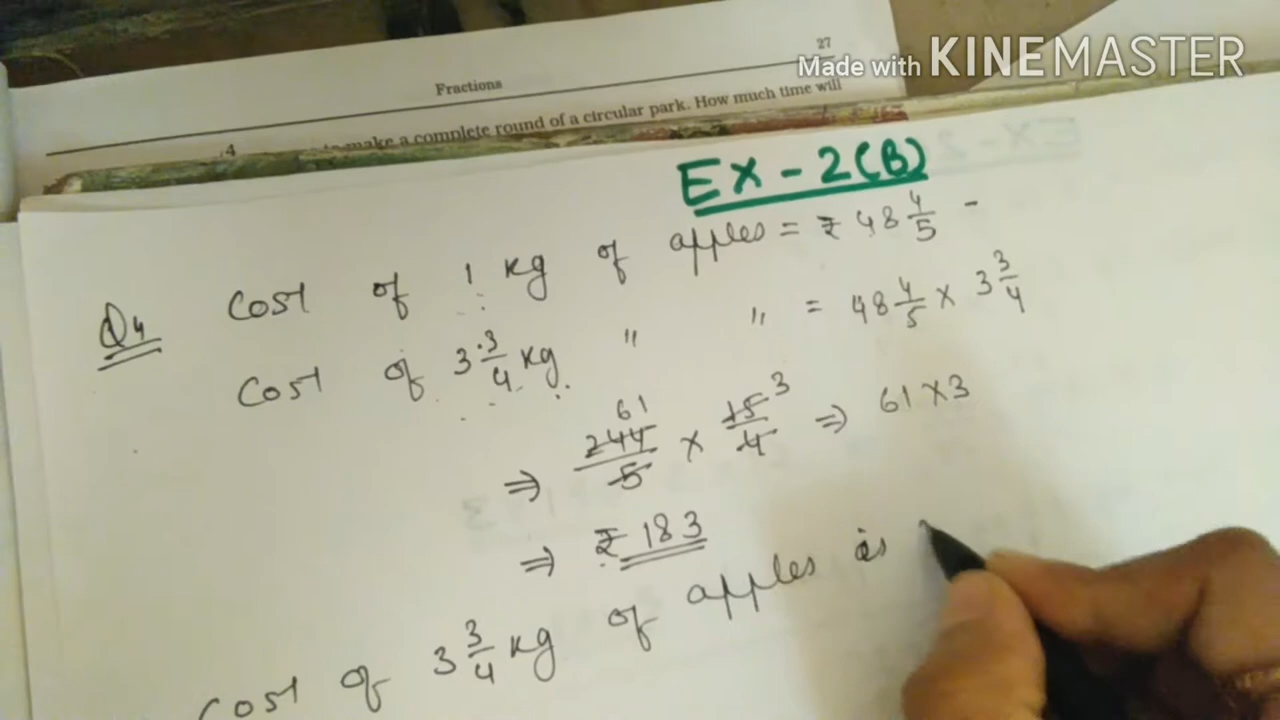 27
Made with KINEMASTER
Fractions
4 make a complete round of a circular park. How much time will
EX - 2(B)
Q4 Cost of 1 kg of apples = ₹ 48 4/5 -
Cost of 3 3/4 kg " " = 48 4/5 × 3 3/4
⇒ 244/5 61 × 15/4 3 ⇒ 61 × 3
⇒ ₹ 183
Cost of 3 3/4 kg of apples is